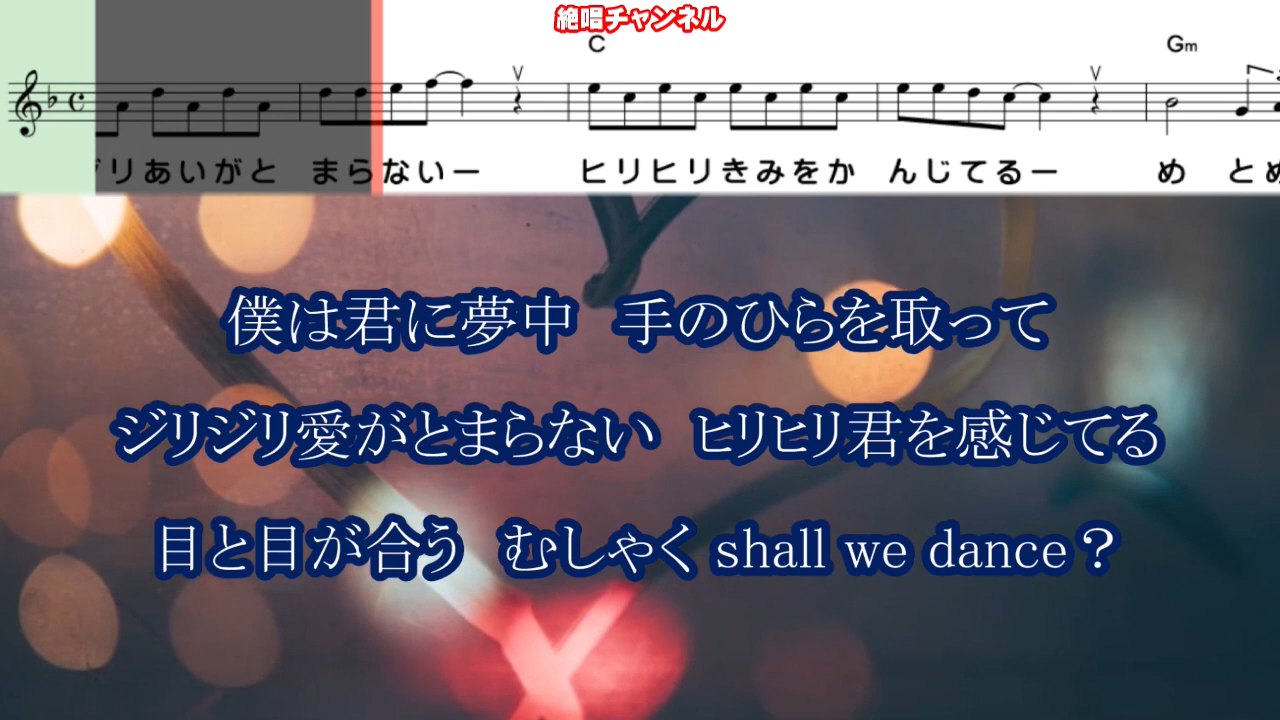 絶唱チャンネル
C Gm
ジリあいがと まらないー ヒリヒリきみをか んじてるー め とめ
僕は君に夢中 手のひらを取って
ジリジリ愛がとまらない ヒリヒリ君を感じてる
目と目が合う むしゃく shall we dance？